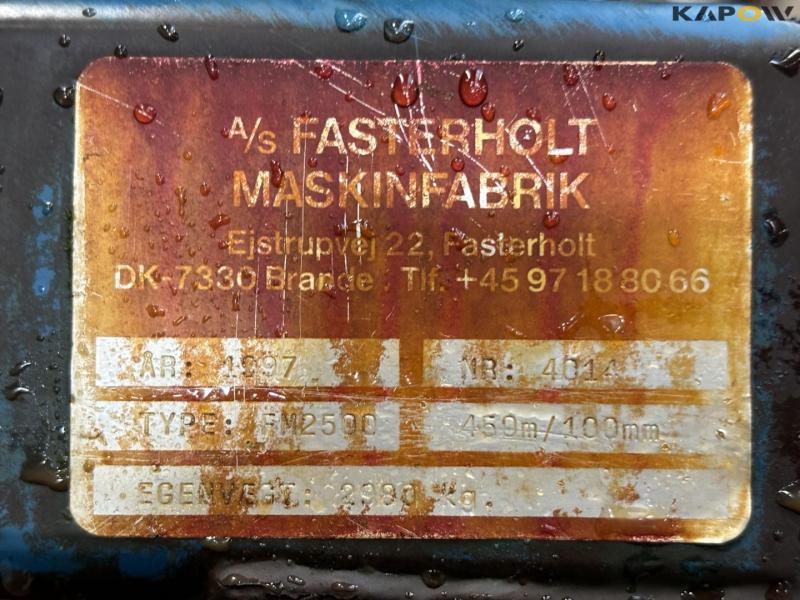 KAPOW
A/s FASTERHOLT
MASKINFABRIK
Ejstrupvej 22, Fasterholt
DK-7330 Brande . Tlf. +45 97 18 80 66
ÅR: 1997 NR: 4014
TYPE: FM2500 450m/100mm
EGENVÆGT: 2980 Kg.